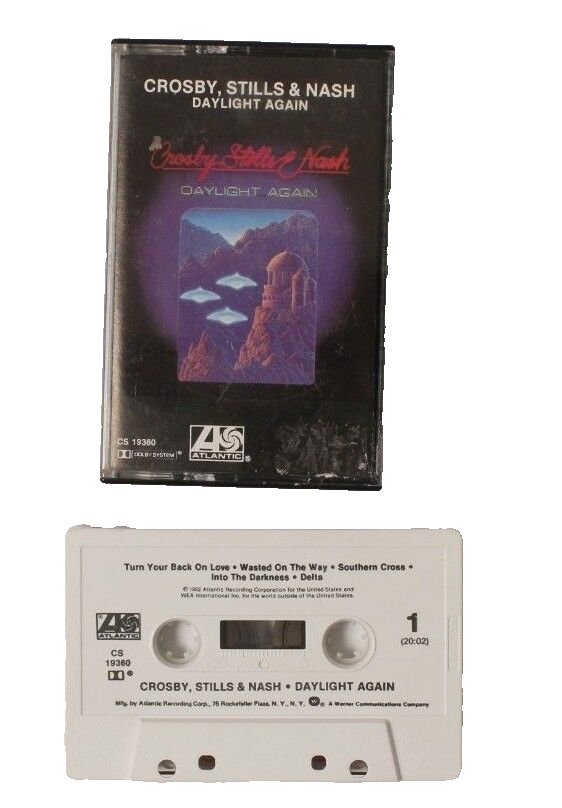 CROSBY, STILLS & NASH
DAYLIGHT AGAIN
Crosby Stills & Nash
DAYLIGHT AGAIN
CS 19360
DOLBY SYSTEM®
ATLANTIC®
Turn Your Back On Love • Wasted On The Way • Southern Cross •
Into The Darkness • Delta
℗ 1982 Atlantic Recording Corporation for the United States and
WEA International Inc. for the world outside of the United States.
ATLANTIC
1
(20:02)
CS
19360
CROSBY, STILLS & NASH • DAYLIGHT AGAIN
Mfg. by Atlantic Recording Corp., 75 Rockefeller Plaza, N. Y., N. Y. ® A Warner Communications Company